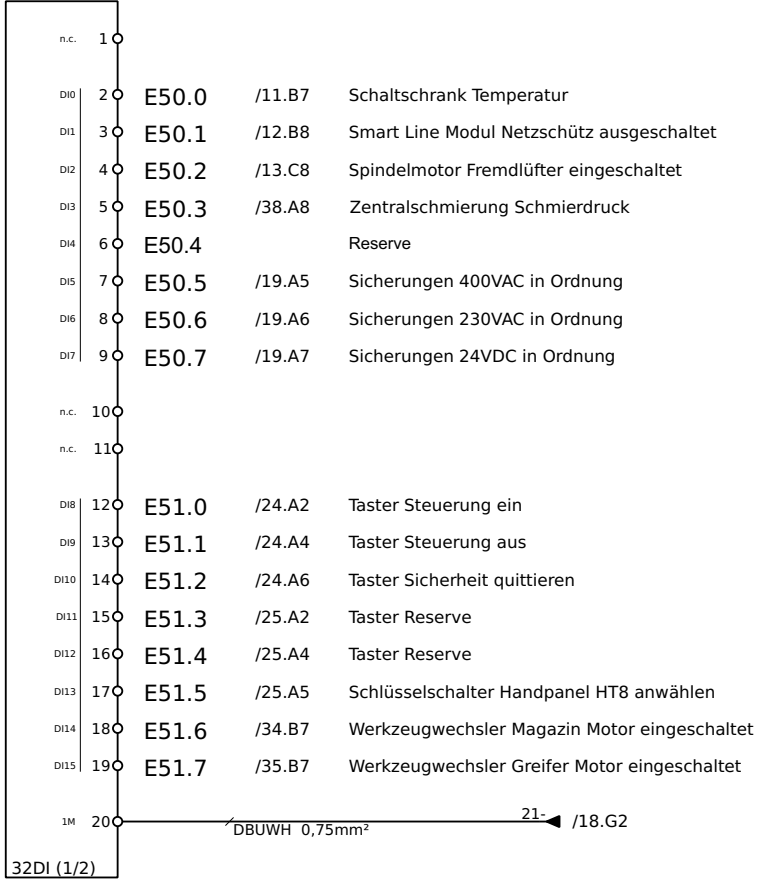 n.c. 1
DI0 2 E50.0 /11.B7 Schaltschrank Temperatur
DI1 3 E50.1 /12.B8 Smart Line Modul Netzschütz ausgeschaltet
DI2 4 E50.2 /13.C8 Spindelmotor Fremdlüfter eingeschaltet
DI3 5 E50.3 /38.A8 Zentralschmierung Schmierdruck
DI4 6 E50.4 Reserve
DI5 7 E50.5 /19.A5 Sicherungen 400VAC in Ordnung
DI6 8 E50.6 /19.A6 Sicherungen 230VAC in Ordnung
DI7 9 E50.7 /19.A7 Sicherungen 24VDC in Ordnung
n.c. 10
n.c. 11
DI8 12 E51.0 /24.A2 Taster Steuerung ein
DI9 13 E51.1 /24.A4 Taster Steuerung aus
DI10 14 E51.2 /24.A6 Taster Sicherheit quittieren
DI11 15 E51.3 /25.A2 Taster Reserve
DI12 16 E51.4 /25.A4 Taster Reserve
DI13 17 E51.5 /25.A5 Schlüsselschalter Handpanel HT8 anwählen
DI14 18 E51.6 /34.B7 Werkzeugwechsler Magazin Motor eingeschaltet
DI15 19 E51.7 /35.B7 Werkzeugwechsler Greifer Motor eingeschaltet
1M 20 21- /18.G2
DBUWH 0,75mm²
32DI (1/2)